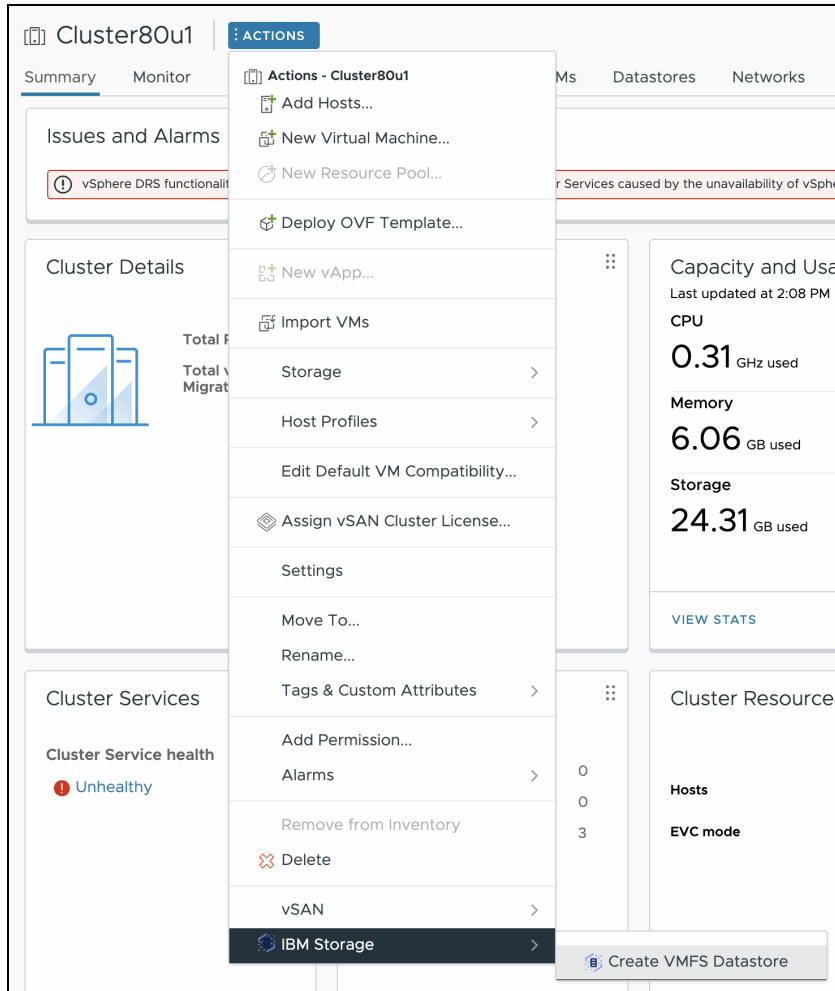 Cluster80u1
ACTIONS
Summary Monitor Datastores Networks
Actions - Cluster80u1
Add Hosts...
New Virtual Machine...
New Resource Pool...
Deploy OVF Template...
New vApp...
Import VMs
Storage
Host Profiles
Edit Default VM Compatibility...
Assign vSAN Cluster License...
Settings
Move To...
Rename...
Tags & Custom Attributes
Add Permission...
Alarms
Remove from Inventory
Delete
vSAN
IBM Storage
Create VMFS Datastore
Issues and Alarms
vSphere DRS
Services caused by the unavailability of
Cluster Details
Total
Total
Capacity and
Last updated at 2:08 PM
CPU
0.31 GHz used
Memory
6.06 GB used
Storage
24.31 GB used
VIEW STATS
Cluster Services
Cluster Service health
Unhealthy
0
0
3
Cluster Resource
Hosts
EVC mode